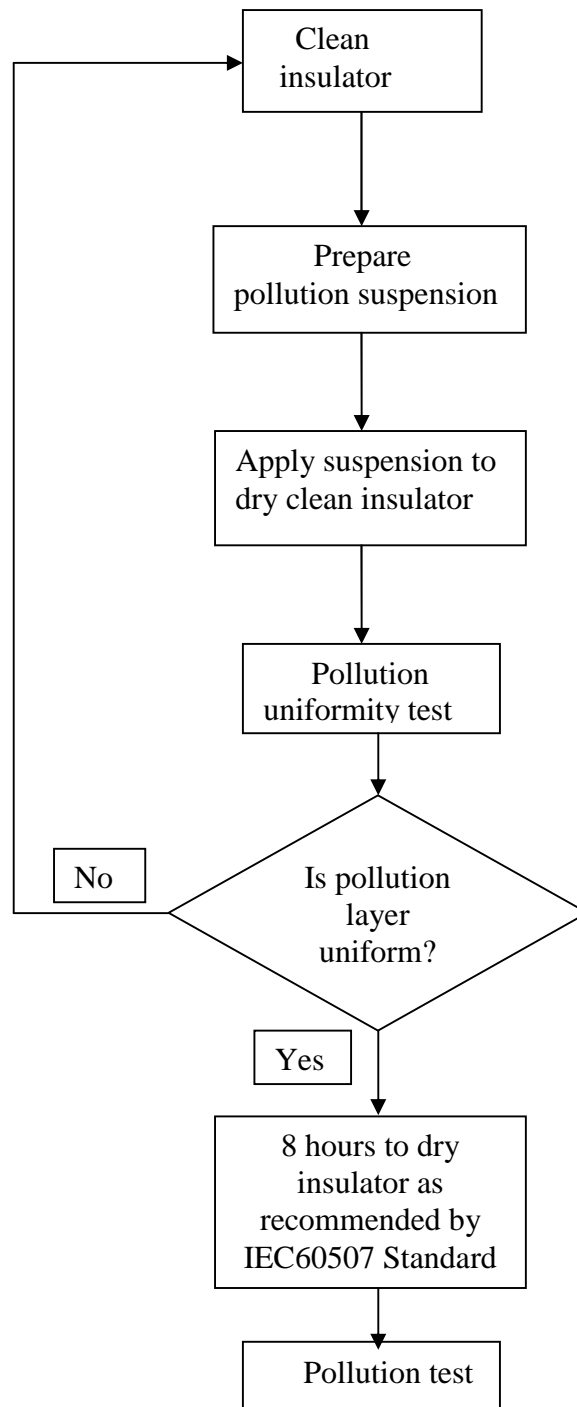 Clean
insulator
Prepare
pollution suspension
Apply suspension to
dry clean insulator
Pollution
uniformity test
No
Is pollution
layer
uniform?
Yes
8 hours to dry
insulator as
recommended by
IEC60507 Standard
Pollution test